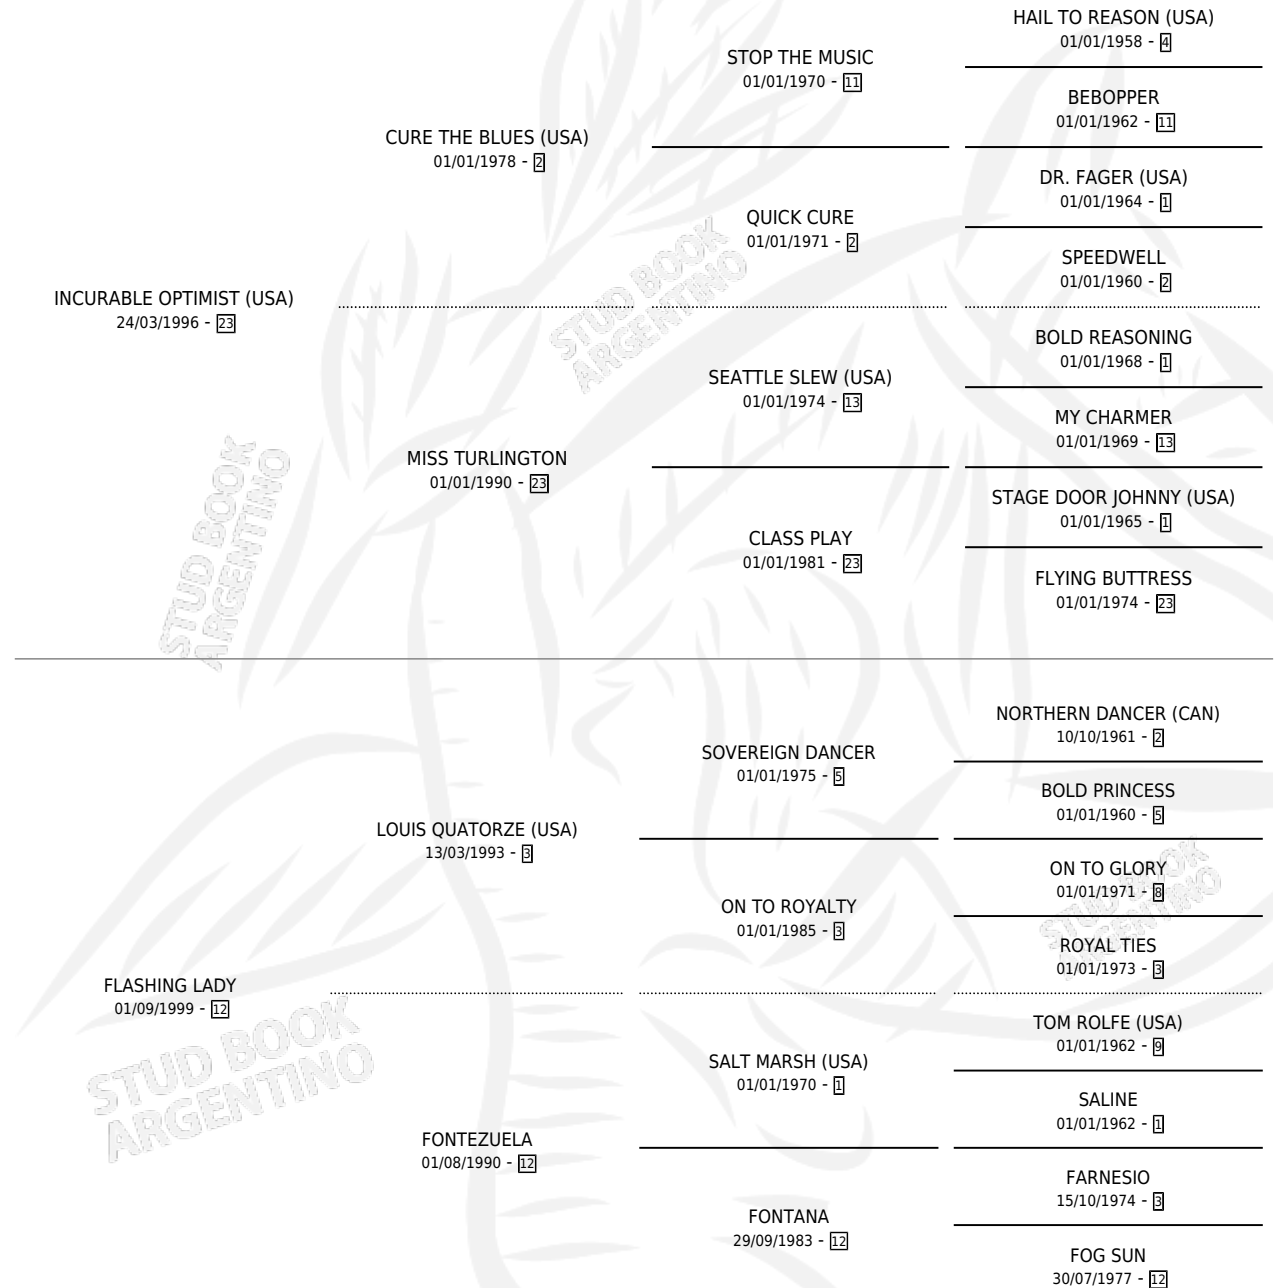 HAIL TO REASON (USA)
01/01/1958 - 4
STOP THE MUSIC
01/01/1970 - 11
BEBOPPER
01/01/1962 - 11
CURE THE BLUES (USA)
01/01/1978 - 2
DR. FAGER (USA)
01/01/1964 - 1
QUICK CURE
01/01/1971 - 2
SPEEDWELL
01/01/1960 - 2
INCURABLE OPTIMIST (USA)
24/03/1996 - 23
BOLD REASONING
01/01/1968 - 1
SEATTLE SLEW (USA)
01/01/1974 - 13
MY CHARMER
01/01/1969 - 13
MISS TURLINGTON
01/01/1990 - 23
STAGE DOOR JOHNNY (USA)
01/01/1965 - 1
CLASS PLAY
01/01/1981 - 23
FLYING BUTTRESS
01/01/1974 - 23
NORTHERN DANCER (CAN)
10/10/1961 - 2
SOVEREIGN DANCER
01/01/1975 - 5
BOLD PRINCESS
01/01/1960 - 5
LOUIS QUATORZE (USA)
13/03/1993 - 3
ON TO GLORY
01/01/1971 - 8
ON TO ROYALTY
01/01/1985 - 3
ROYAL TIES
01/01/1973 - 3
FLASHING LADY
01/09/1999 - 12
TOM ROLFE (USA)
01/01/1962 - 9
SALT MARSH (USA)
01/01/1970 - 1
SALINE
01/01/1962 - 1
FONTEZUELA
01/08/1990 - 12
FARNESIO
15/10/1974 - 3
FONTANA
29/09/1983 - 12
FOG SUN
30/07/1977 - 12
STUD BOOK
ARGENTINO
STUD BOOK
ARGENTINO
STUD BOOK
ARGENTINO
STUD BOOK
ARGENTINO